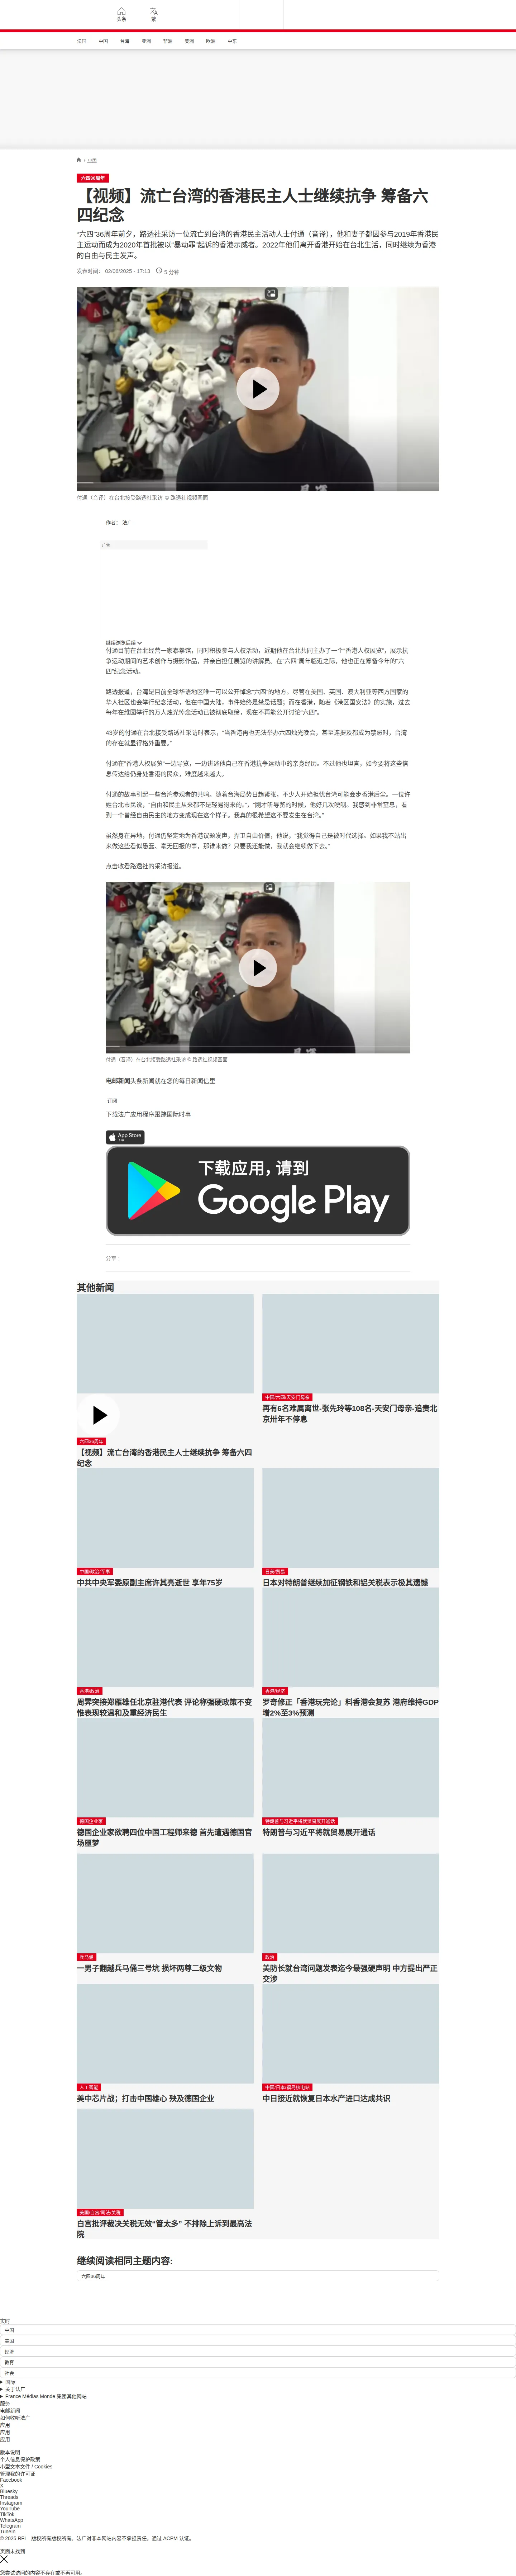 头条
繁
法国
中国
台海
亚洲
非洲
美洲
欧洲
中东
/ 中国
六四36周年
【视频】流亡台湾的香港民主人士继续抗争 筹备六
四纪念
“六四”36周年前夕，路透社采访一位流亡到台湾的香港民主活动人士付通（音译），他和妻子都因参与2019年香港民
主运动而成为2020年首批被以“暴动罪”起诉的香港示威者。2022年他们离开香港开始在台北生活，同时继续为香港
的自由与民主发声。
发表时间： 02/06/2025 - 17:13
5 分钟
付通（音译）在台北接受路透社采访 © 路透社视频画面
作者： 法广
广告
继续浏览后续
付通目前在台北经营一家泰拳馆，同时积极参与人权活动，近期他在台北共同主办了一个“香港人权展览”，展示抗
争运动期间的艺术创作与摄影作品，并亲自担任展览的讲解员。在“六四”周年临近之际，他也正在筹备今年的“六
四”纪念活动。
路透报道，台湾是目前全球华语地区唯一可以公开悼念“六四”的地方。尽管在美国、英国、澳大利亚等西方国家的
华人社区也会举行纪念活动，但在中国大陆，事件始终是禁忌话题；而在香港，随着《港区国安法》的实施，过去
每年在维园举行的万人烛光悼念活动已被彻底取缔，现在不再能公开讨论“六四”。
43岁的付通在台北接受路透社采访时表示，“当香港再也无法举办六四烛光晚会，甚至连提及都成为禁忌时，台湾
的存在就显得格外重要。”
付通在“香港人权展览”一边导览，一边讲述他自己在香港抗争运动中的亲身经历。不过他也坦言，如今要将这些信
息传达给仍身处香港的民众，难度越来越大。
付通的故事引起一些台湾参观者的共鸣。随着台海局势日趋紧张，不少人开始担忧台湾可能会步香港后尘。一位许
姓台北市民说，“自由和民主从来都不是轻易得来的。”，“刚才听导览的时候，他好几次哽咽。我感到非常窒息，看
到一个曾经自由民主的地方变成现在这个样子。我真的很希望这不要发生在台湾。”
虽然身在异地，付通仍坚定地为香港议题发声，捍卫自由价值，他说，“我觉得自己是被时代选择。如果我不站出
来做这些看似愚蠢、毫无回报的事，那谁来做？只要我还能做，我就会继续做下去。”
点击收看路透社的采访报道。
付通（音译）在台北接受路透社采访 © 路透社视频画面
电邮新闻头条新闻就在您的每日新闻信里
订阅
下载法广应用程序跟踪国际时事
App Store
下载应用，请到
Google Play
分享 :
其他新闻
中国/六四/天安门母亲
再有6名难属离世-张先玲等108名-天安门母亲-追责北
京卅年不停息
六四36周年
【视频】流亡台湾的香港民主人士继续抗争 筹备六四
纪念
中国/政治/军事
中共中央军委原副主席许其亮逝世 享年75岁
日美/贸易
日本对特朗普继续加征钢铁和铝关税表示极其遗憾
香港/政治
周霁突接郑雁雄任北京驻港代表 评论称强硬政策不变
惟表现较温和及重经济民生
香港/经济
罗奇修正「香港玩完论」料香港会复苏 港府维持GDP
增2%至3%预测
德国企业家
德国企业家欲聘四位中国工程师来德 首先遭遇德国官
场噩梦
特朗普与习近平将就贸易展开通话
特朗普与习近平将就贸易展开通话
兵马俑
一男子翻越兵马俑三号坑 损坏两尊二级文物
政治
美防长就台湾问题发表迄今最强硬声明 中方提出严正
交涉
人工智能
美中芯片战；打击中国雄心 殃及德国企业
中国/日本/福岛核电站
中日接近就恢复日本水产进口达成共识
美国/白宫/司法/关税
白宫批评裁决关税无效“管太多” 不排除上诉到最高法
院
继续阅读相同主题内容:
六四36周年
实时
中国
美国
经济
教育
社会
国际
关于法广
France Médias Monde 集团其他网站
服务
电邮新闻
如何收听法广
应用
应用
应用
版本说明
个人信息保护政策
小型文本文件 / Cookies
管理我的许可证
Facebook
X
Bluesky
Threads
Instagram
YouTube
TikTok
WhatsApp
Telegram
TuneIn
© 2025 RFI – 版权所有版权所有。法广对非本网站内容不承担责任。通过 ACPM 认证。
页面未找到
您尝试访问的内容不存在或不再可用。